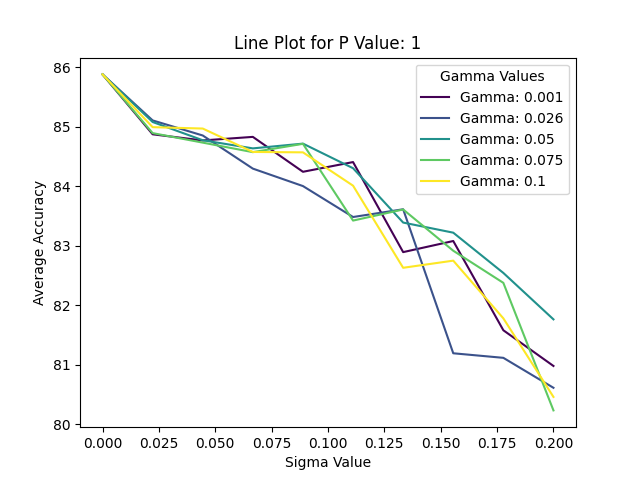 Line Plot for P Value: 1
Gamma Values
Gamma: 0.001
Gamma: 0.026
Gamma: 0.05
Gamma: 0.075
Gamma: 0.1
Average Accuracy
86
85
84
83
82
81
80
0.000 0.025 0.050 0.075 0.100 0.125 0.150 0.175 0.200
Sigma Value